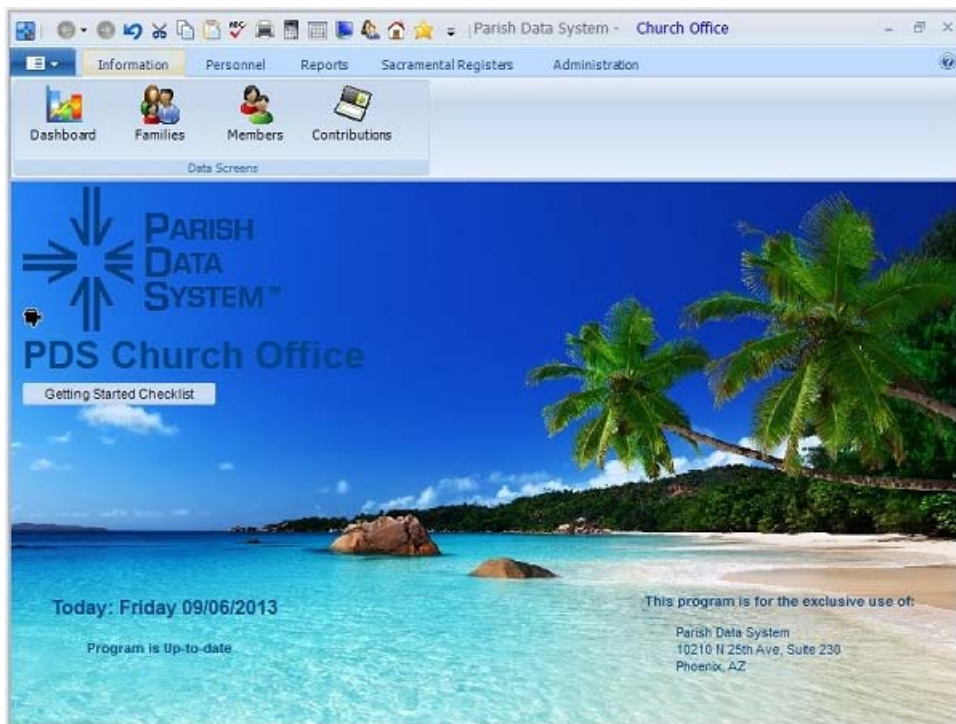 ABC
Parish Data System - Church Office
Information Personnel Reports Sacramental Registers Administration
Dashboard Families Members Contributions
Data Screens
PARISH
DATA
SYSTEM™
PDS Church Office
Getting Started Checklist
Today: Friday 09/06/2013
Program is Up-to-date
This program is for the exclusive use of:
Parish Data System
10210 N 25th Ave, Suite 230
Phoenix, AZ